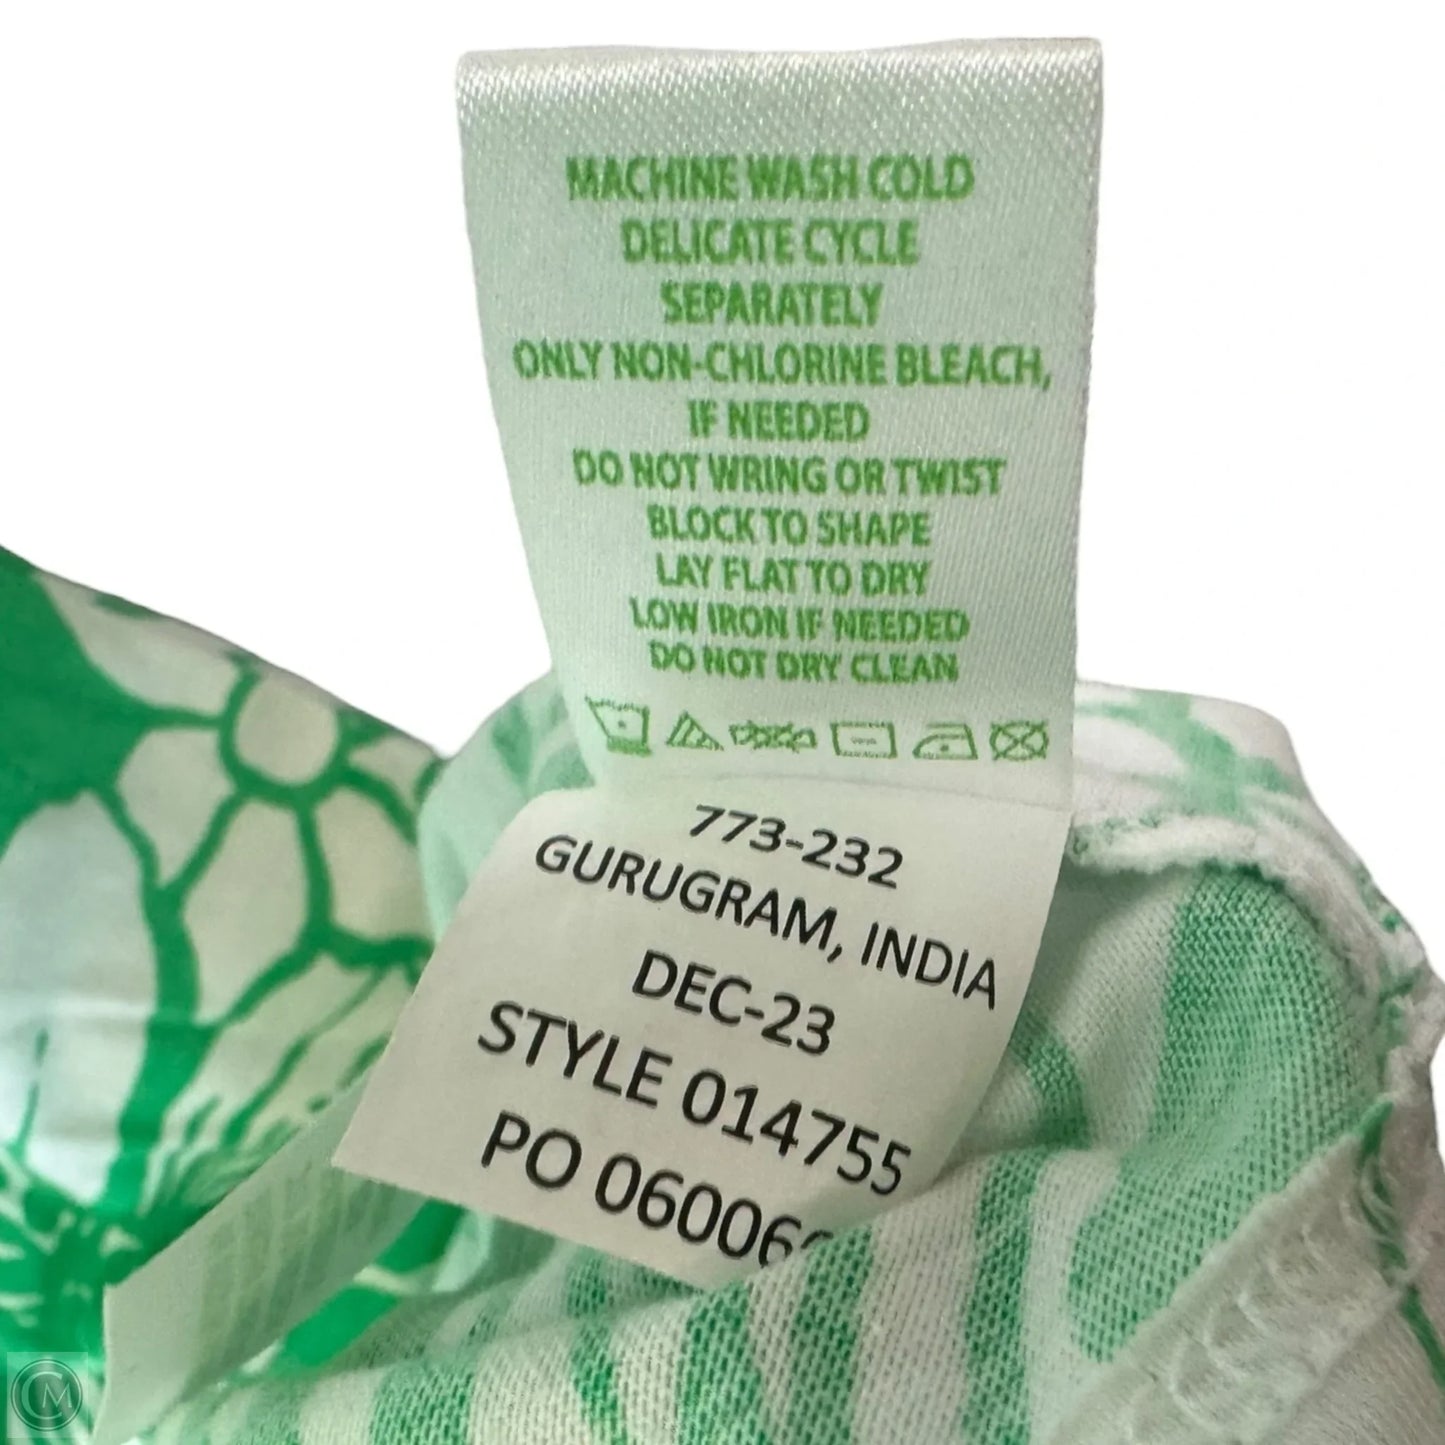 MACHINE WASH COLD
DELICATE CYCLE
SEPARATELY
ONLY NON-CHLORINE BLEACH,
IF NEEDED
DO NOT WRING OR TWIST
BLOCK TO SHAPE
LAY FLAT TO DRY
LOW IRON IF NEEDED
DO NOT DRY CLEAN
773-232
GURUGRAM, INDIA
DEC-23
STYLE 014755
PO
CM